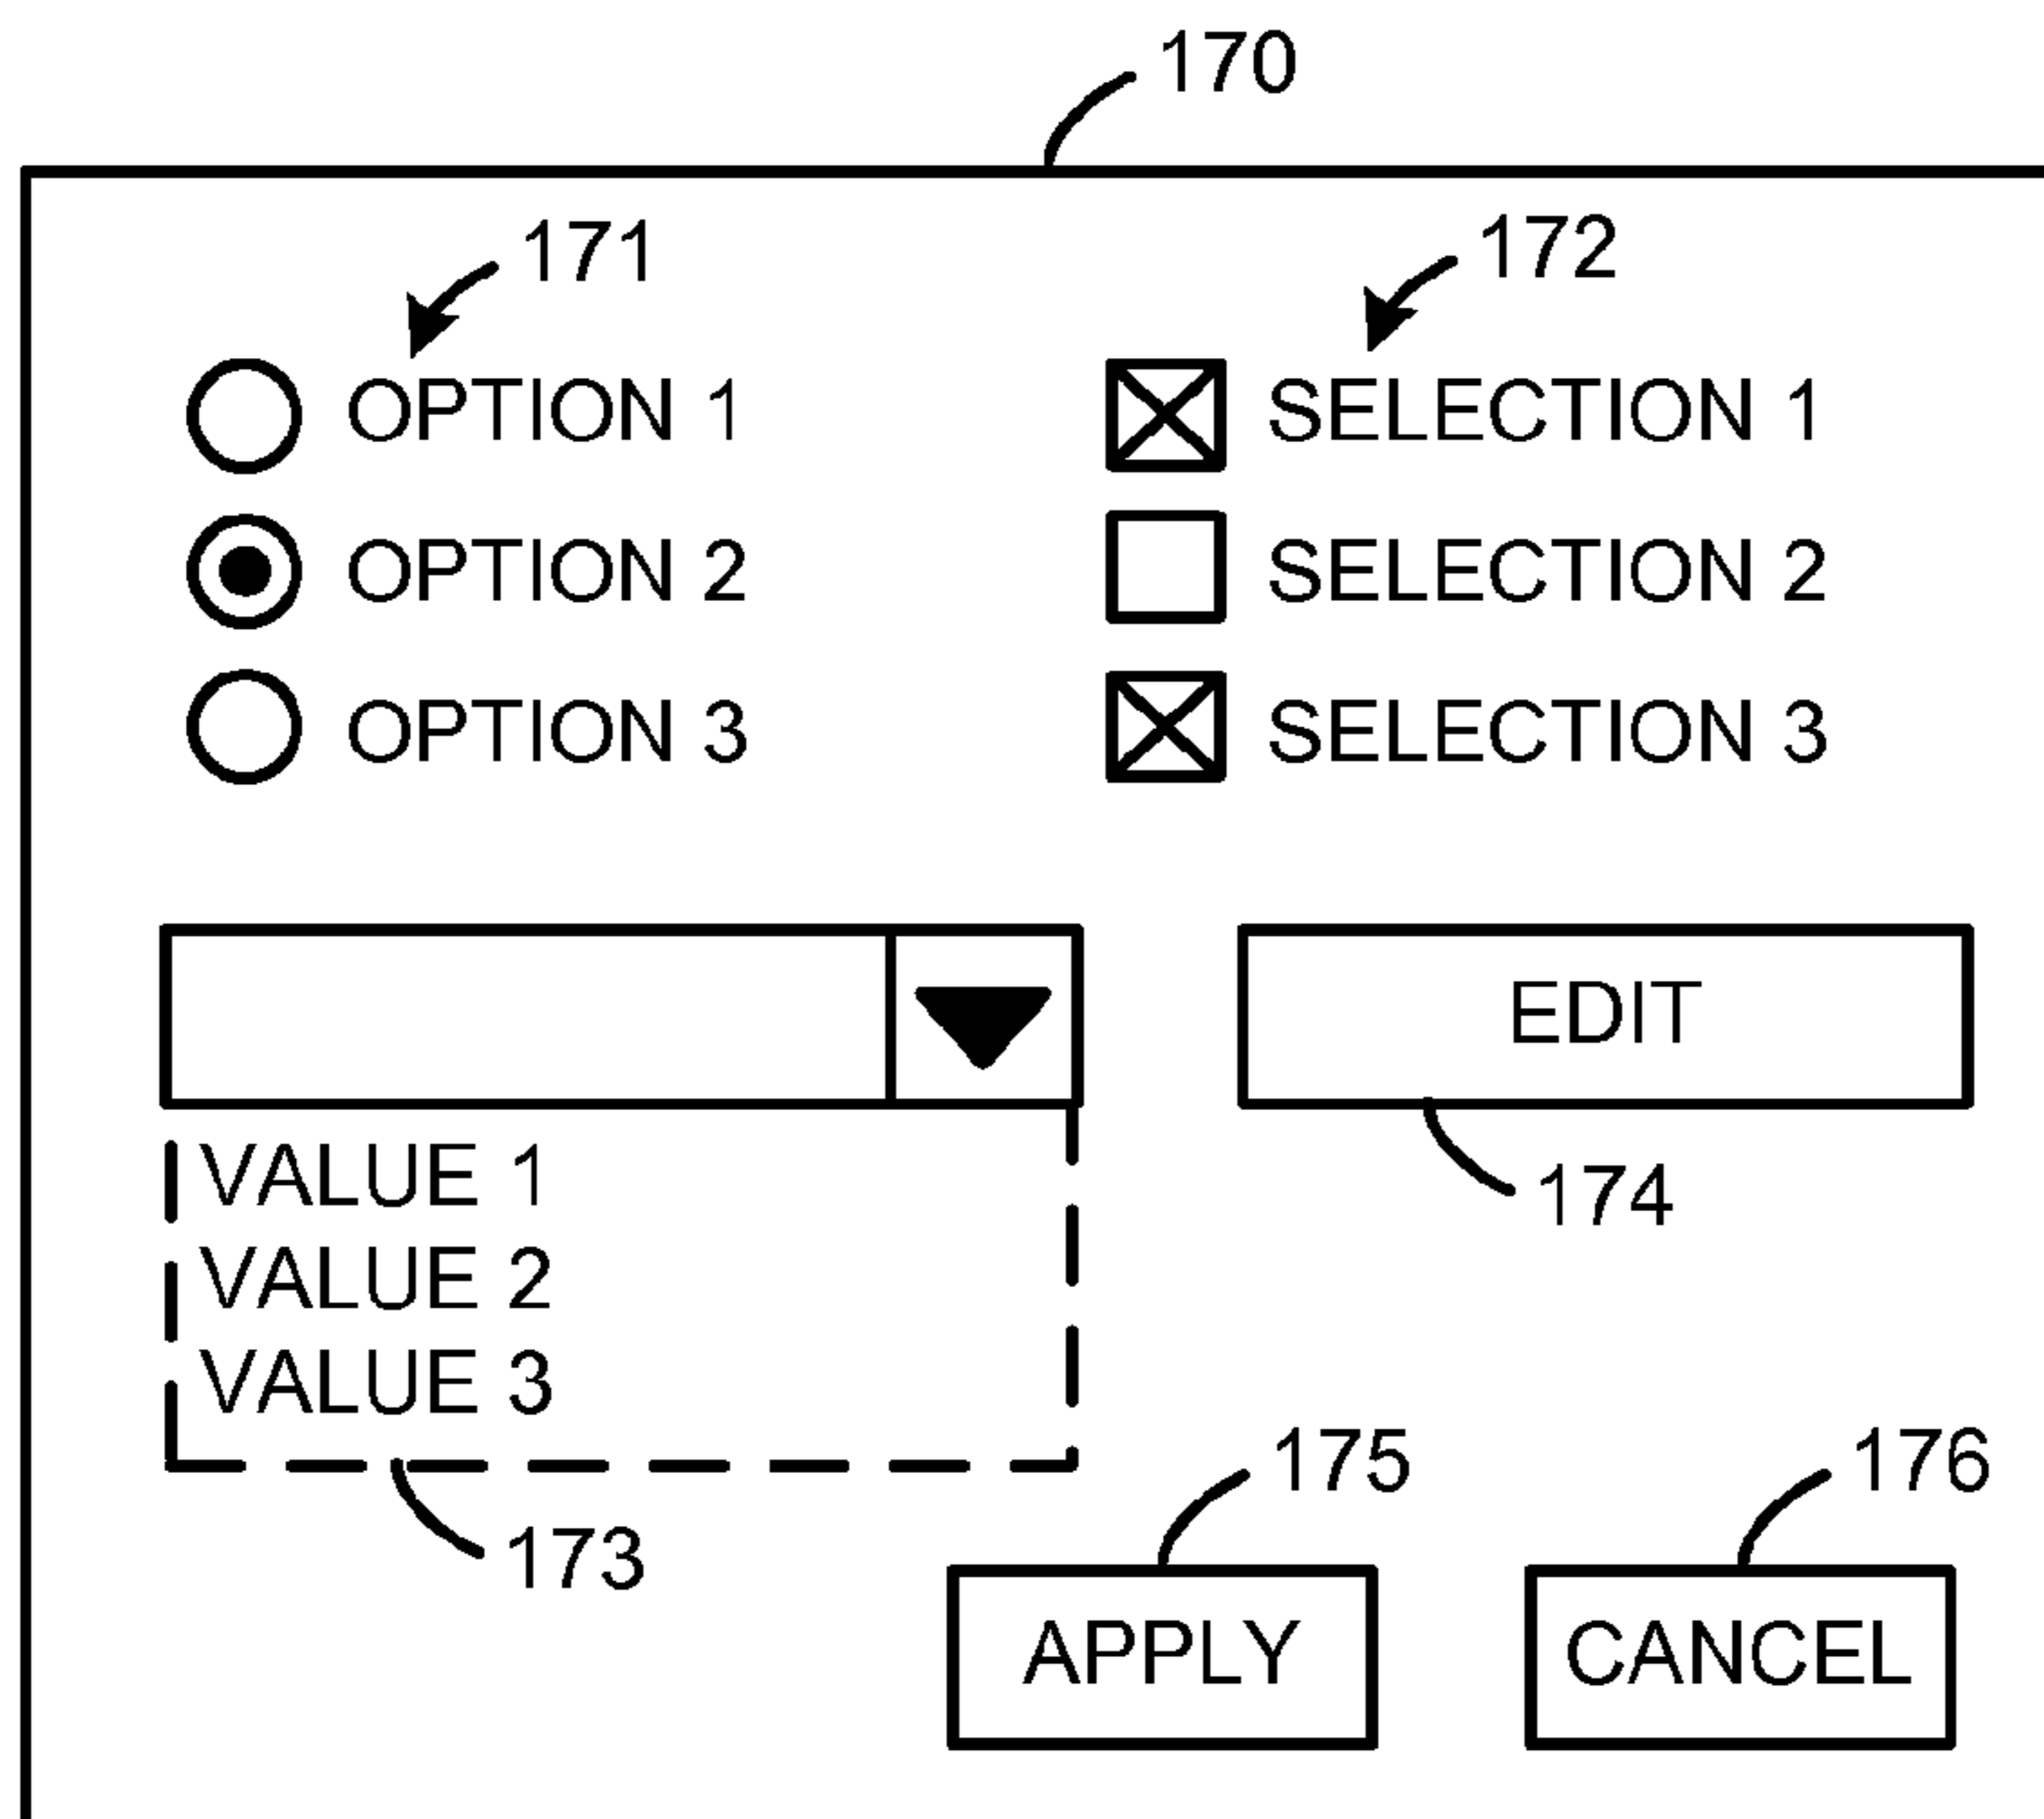 170
171
172
OPTION 1
SELECTION 1
OPTION 2
SELECTION 2
OPTION 3
SELECTION 3
EDIT
VALUE 1
174
VALUE 2
VALUE 3
175
176
173
APPLY
CANCEL